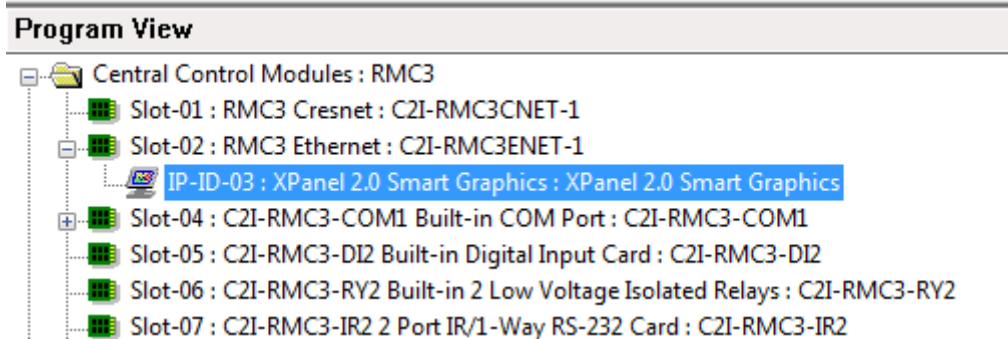 Program View
Central Control Modules : RMC3
Slot-01 : RMC3 Cresnet : C2I-RMC3CNET-1
Slot-02 : RMC3 Ethernet : C2I-RMC3ENET-1
IP-ID-03 : XPanel 2.0 Smart Graphics : XPanel 2.0 Smart Graphics
Slot-04 : C2I-RMC3-COM1 Built-in COM Port : C2I-RMC3-COM1
Slot-05 : C2I-RMC3-DI2 Built-in Digital Input Card : C2I-RMC3-DI2
Slot-06 : C2I-RMC3-RY2 Built-in 2 Low Voltage Isolated Relays : C2I-RMC3-RY2
Slot-07 : C2I-RMC3-IR2 2 Port IR/1-Way RS-232 Card : C2I-RMC3-IR2